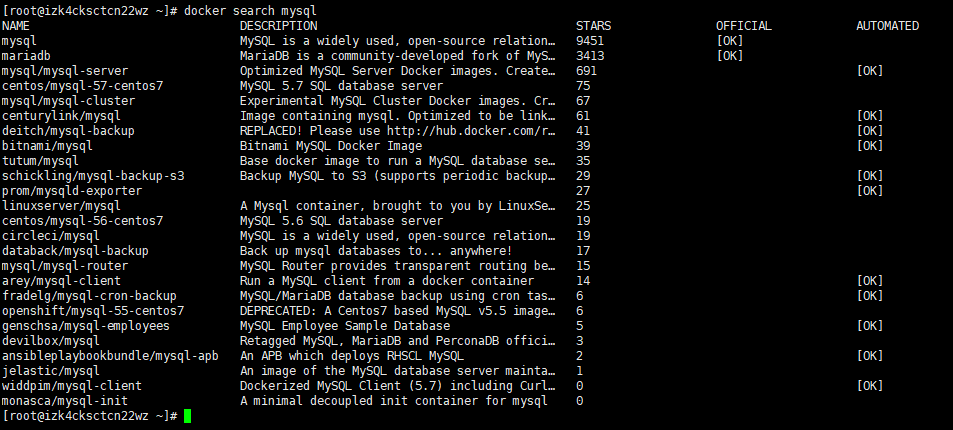 [root@izk4cksctcn22wz ~]# docker search mysql
NAME DESCRIPTION STARS OFFICIAL AUTOMATED
mysql MySQL is a widely used, open-source relation… 9451 [OK]
mariadb MariaDB is a community-developed fork of MyS… 3413 [OK]
mysql/mysql-server Optimized MySQL Server Docker images. Create… 691 [OK]
centos/mysql-57-centos7 MySQL 5.7 SQL database server 75
mysql/mysql-cluster Experimental MySQL Cluster Docker images. Cr… 67
centurylink/mysql Image containing mysql. Optimized to be link… 61 [OK]
deitch/mysql-backup REPLACED! Please use http://hub.docker.com/r… 41 [OK]
bitnami/mysql Bitnami MySQL Docker Image 39 [OK]
tutum/mysql Base docker image to run a MySQL database se… 35
schickling/mysql-backup-s3 Backup MySQL to S3 (supports periodic backup… 29 [OK]
prom/mysqld-exporter 27 [OK]
linuxserver/mysql A Mysql container, brought to you by LinuxSe… 25
centos/mysql-56-centos7 MySQL 5.6 SQL database server 19
circleci/mysql MySQL is a widely used, open-source relation… 19
databack/mysql-backup Back up mysql databases to... anywhere! 17
mysql/mysql-router MySQL Router provides transparent routing be… 15
arey/mysql-client Run a MySQL client from a docker container 14 [OK]
fradelg/mysql-cron-backup MySQL/MariaDB database backup using cron tas… 6 [OK]
openshift/mysql-55-centos7 DEPRECATED: A Centos7 based MySQL v5.5 image… 6
genschsa/mysql-employees MySQL Employee Sample Database 5 [OK]
devilbox/mysql Retagged MySQL, MariaDB and PerconaDB offici… 3
ansibleplaybookbundle/mysql-apb An APB which deploys RHSCL MySQL 2 [OK]
jelastic/mysql An image of the MySQL database server mainta… 1
widdpim/mysql-client Dockerized MySQL Client (5.7) including Curl… 0 [OK]
monasca/mysql-init A minimal decoupled init container for mysql 0
[root@izk4cksctcn22wz ~]#